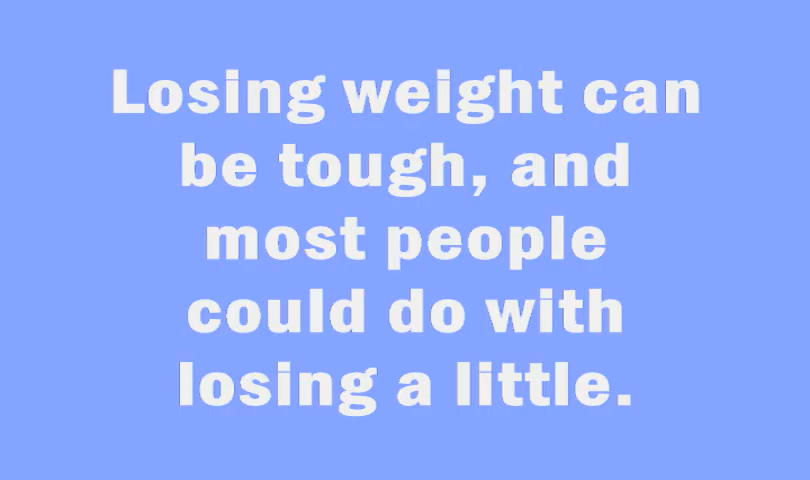 Losing weight can
be tough, and
most people
could do with
losing a little.